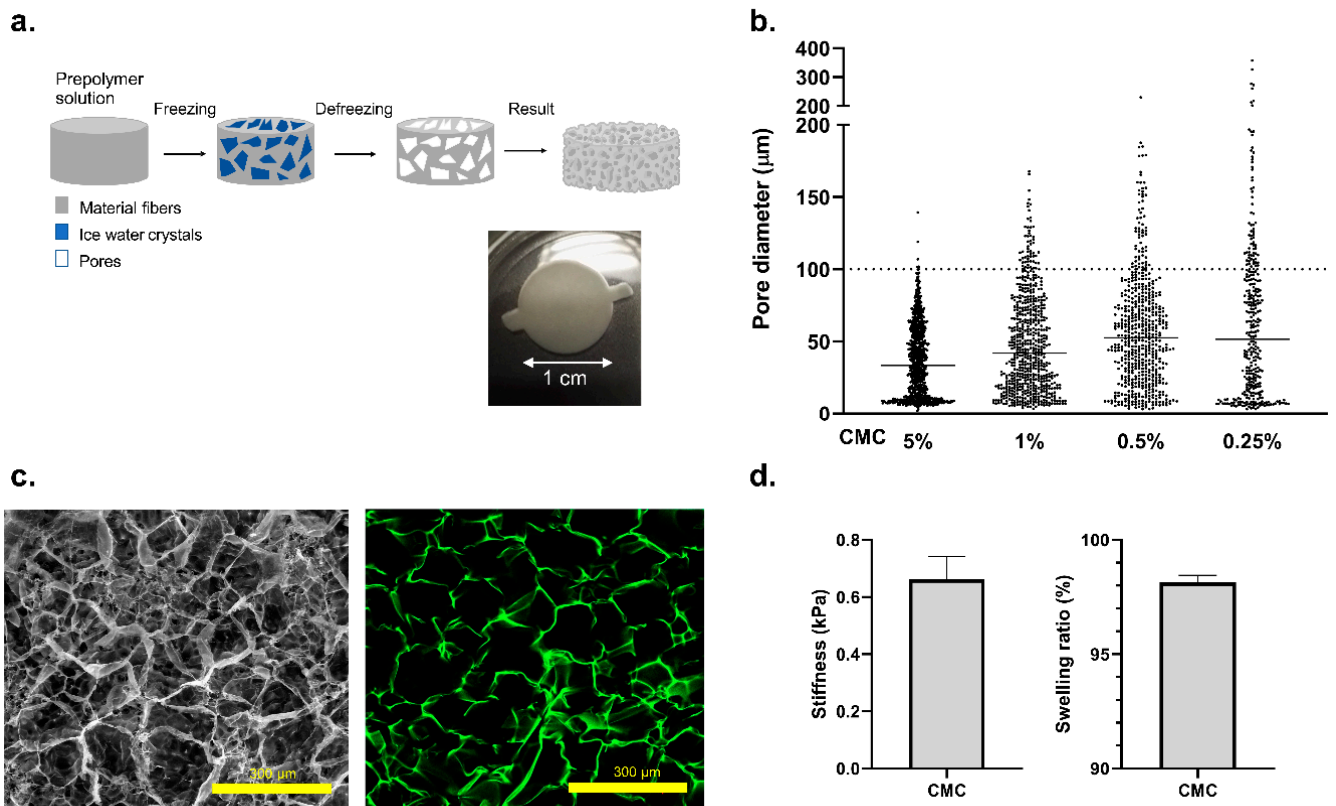 a.
Prepolymer
solution
Freezing
Defreezing
Result
Material fibers
Ice water crystals
Pores
1 cm
b.
Pore diameter (μm)
400
300
200
200
150
100
50
0
CMC
5%
1%
0.5%
0.25%
c.
300 μm
300 μm
d.
Stiffness (kPa)
0.8
0.6
0.4
0.2
0.0
CMC
Swelling ratio (%)
100
95
90
CMC